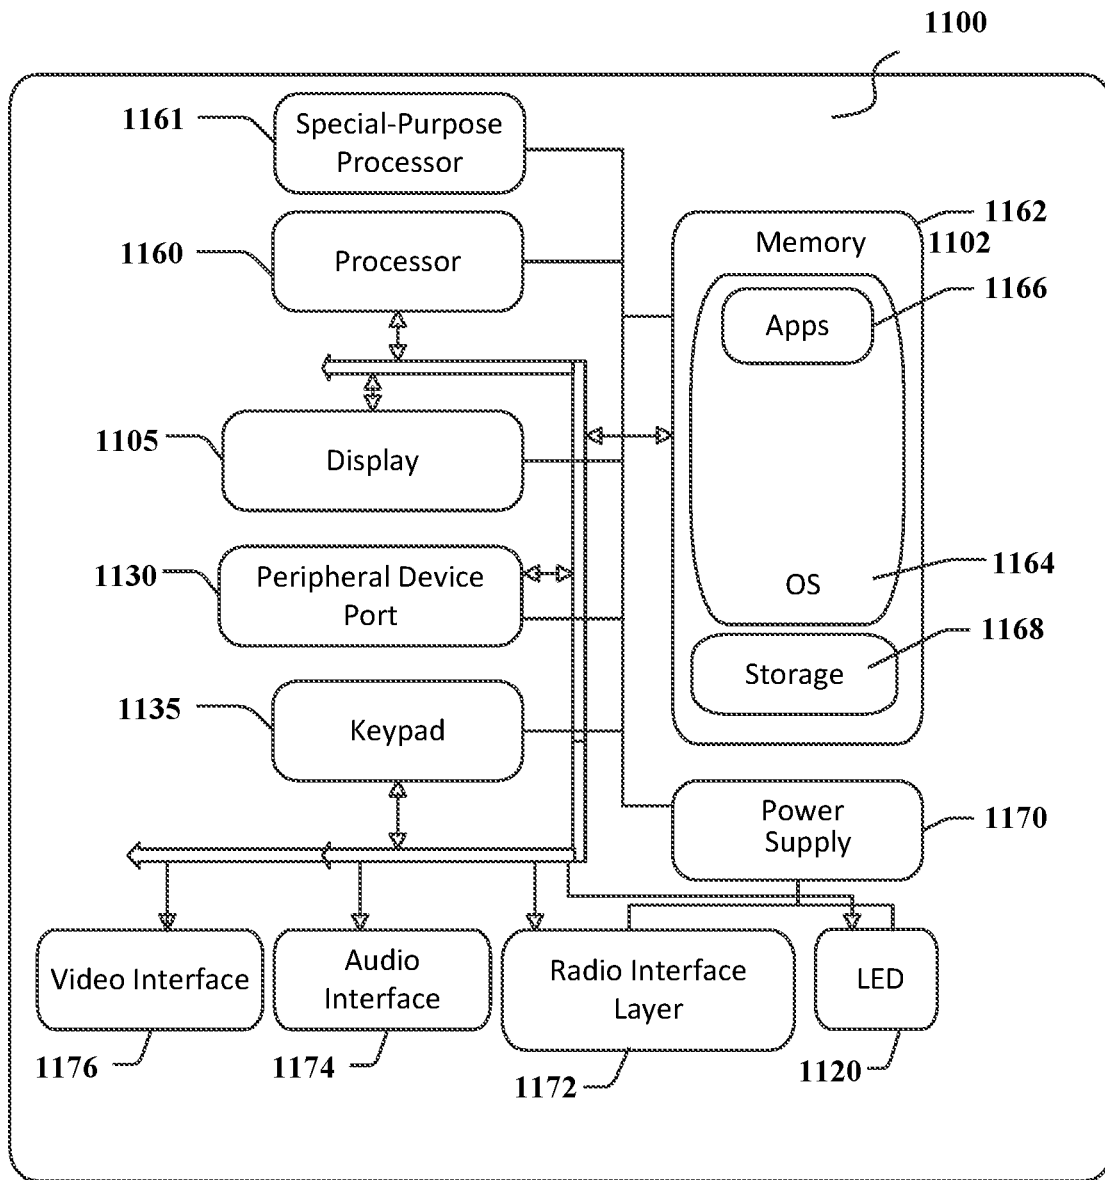 1100
1161
Special-Purpose
Processor
1160
Processor
1162
1102
Memory
1166
Apps
1105
Display
1130
Peripheral Device
Port
1164
OS
1168
Storage
1135
Keypad
Power
Supply
1170
Video Interface
Audio
Interface
Radio Interface
Layer
LED
1176
1174
1172
1120